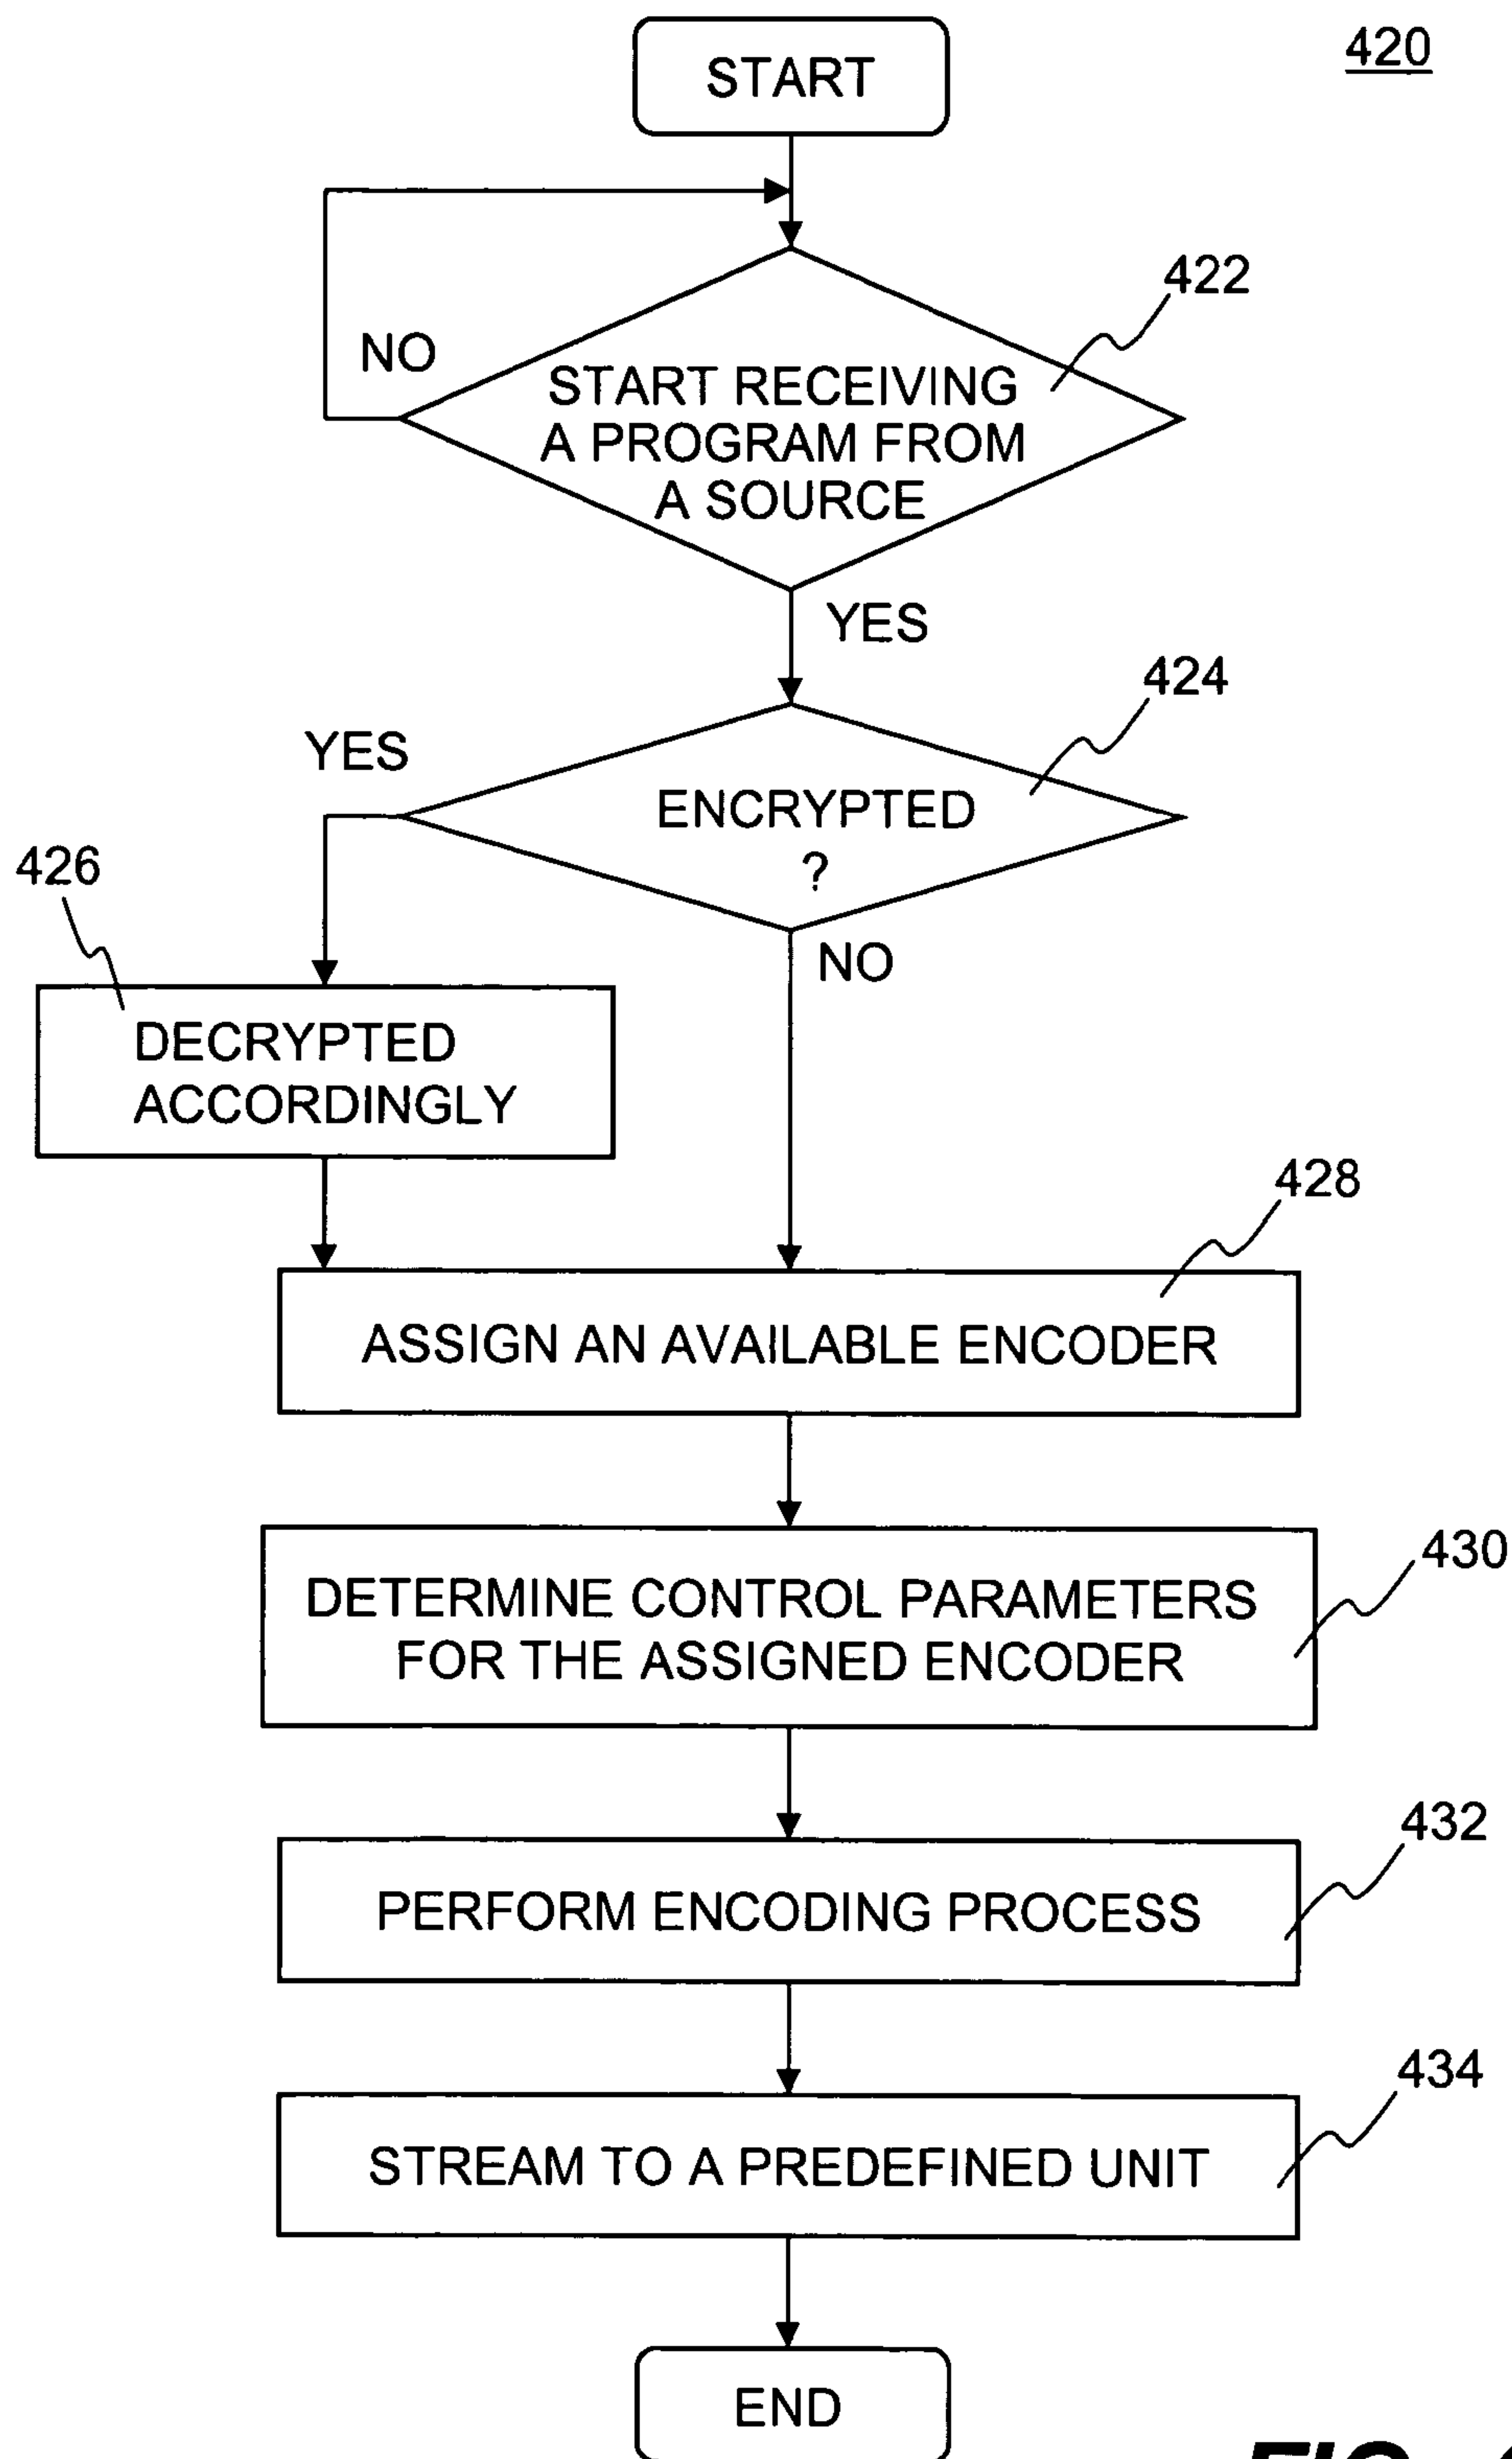 START
420
422
NO
START RECEIVING
A PROGRAM FROM
A SOURCE
YES
424
YES
ENCRYPTED
?
426
NO
DECRYPTED
ACCORDINGLY
428
ASSIGN AN AVAILABLE ENCODER
430
DETERMINE CONTROL PARAMETERS
FOR THE ASSIGNED ENCODER
432
PERFORM ENCODING PROCESS
434
STREAM TO A PREDEFINED UNIT
END